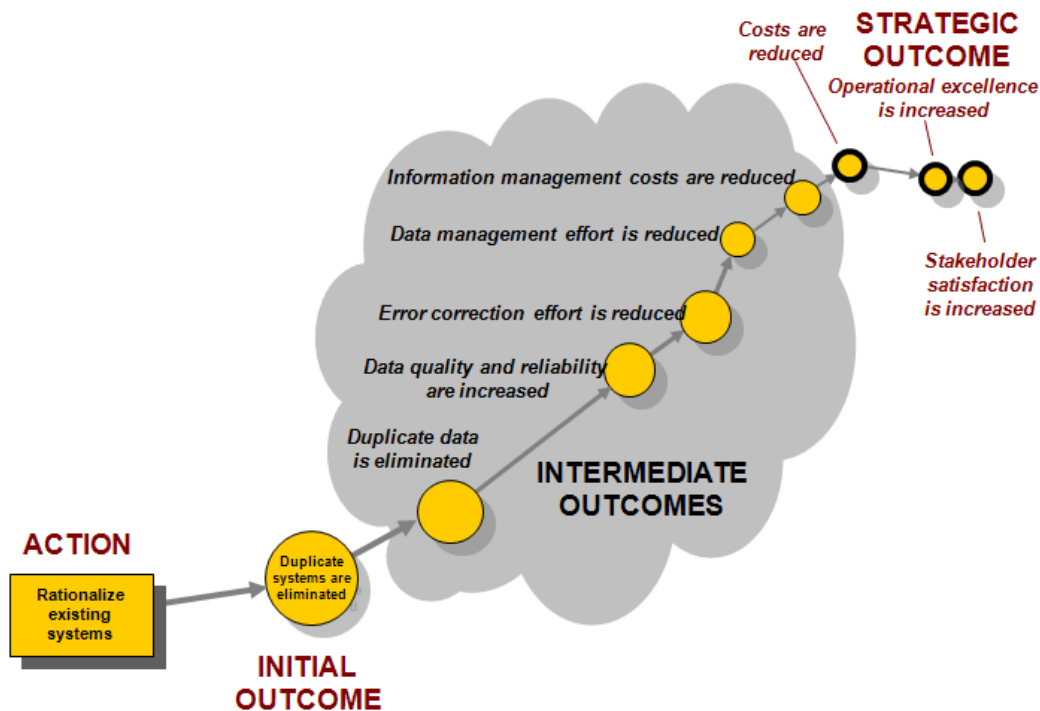 Costs are
reduced
STRATEGIC
OUTCOME
Operational excellence
is increased
Information management costs are reduced
Data management effort is reduced
Stakeholder
satisfaction
is increased
Error correction effort is reduced
Data quality and reliability
are increased
Duplicate data
is eliminated
INTERMEDIATE
OUTCOMES
ACTION
Rationalize
existing
systems
Duplicate
systems are
eliminated
INITIAL
OUTCOME